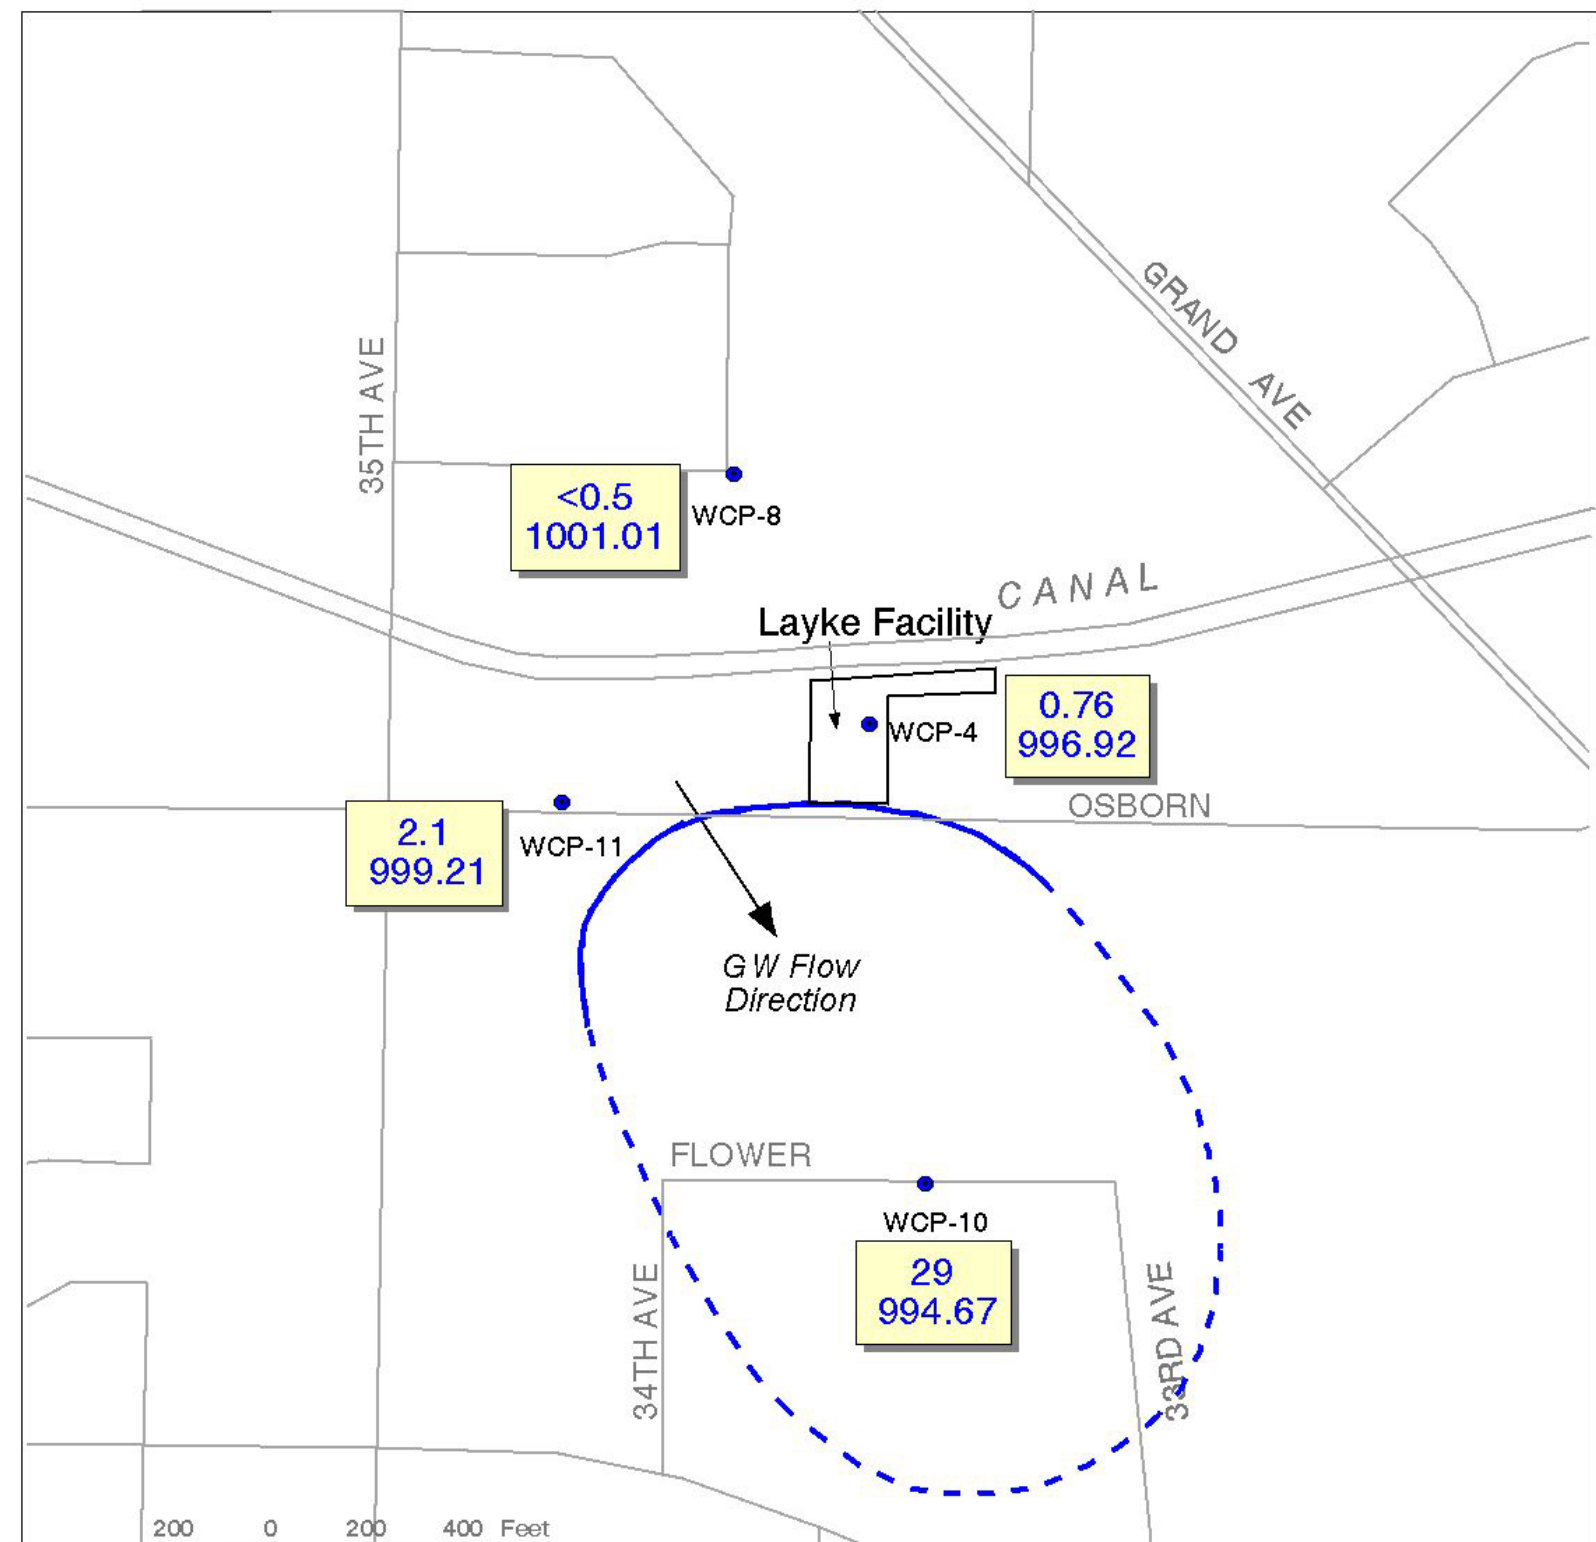 GRAND AVE
35TH AVE
<0.5
1001.01
WCP-8
CANAL
Layke Facility
0.76
996.92
WCP-4
OSBORN
2.1
999.21
WCP-11
GW Flow
Direction
FLOWER
WCP-10
29
994.67
34TH AVE
33RD AVE
200 0 200 400 Feet